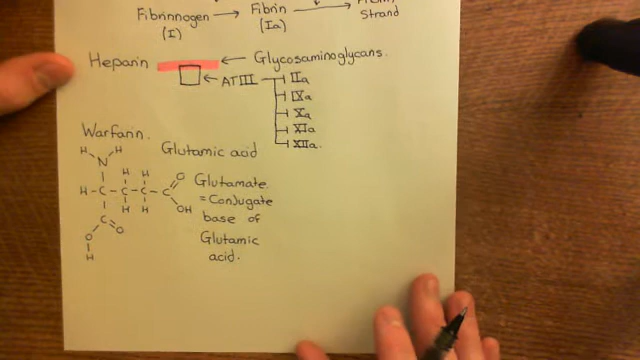 Fibrinnogen → Fibrin →
(I) (Ia) Strand
Heparin ← Glycosaminoglycans.
← ATIII
IIa
IXa
Xa
XIa
XIIa.
Warfarin.
Glutamic acid
H H
N
H H
H-C-C-C-C O
H H OH
C O
O
H
Glutamate
=Conjugate
base of
Glutamic
acid.